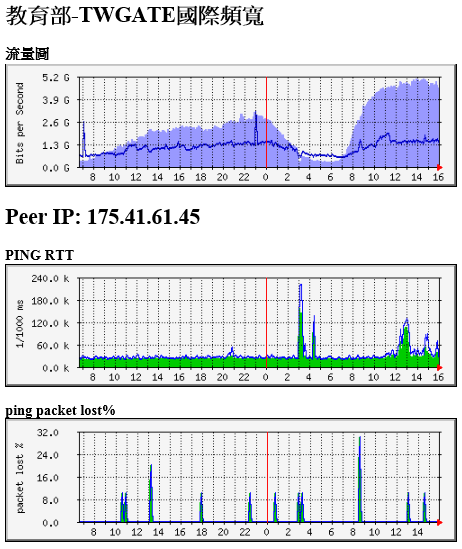 教育部-TWGATE國際頻寬
流量圖
Bits per Second
5.2 G
3.9 G
2.6 G
1.3 G
0.0 G
8 10 12 14 16 18 20 22 0 2 4 6 8 10 12 14 16
Peer IP: 175.41.61.45
PING RTT
1/1000 ms
240.0 k
180.0 k
120.0 k
60.0 k
0.0 k
8 10 12 14 16 18 20 22 0 2 4 6 8 10 12 14 16
ping packet lost%
packet lost %
32.0
24.0
16.0
8.0
0.0
8 10 12 14 16 18 20 22 0 2 4 6 8 10 12 14 16